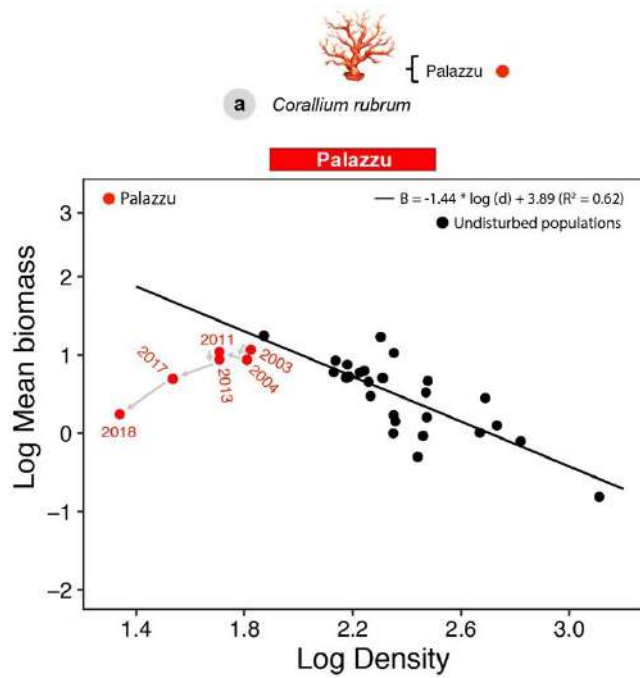 Palazzu
a Corallium rubrum
Palazzu
Palazzu
B = -1.44 * log (d) + 3.89 (R² = 0.62)
Undisturbed populations
3
2
1
0
−1
−2
Log Mean biomass
2011
2003
2017
2013
2004
2018
1.4 1.8 2.2 2.6 3.0
Log Density